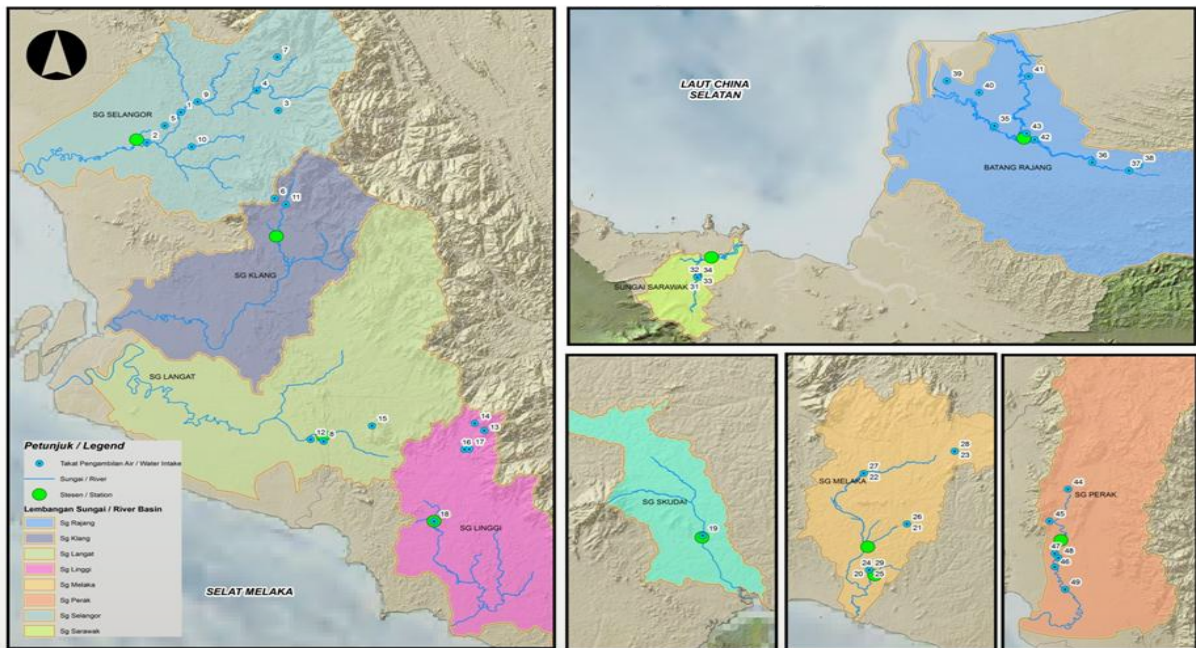 7
4
9
3
1
SG SELANGOR
5
2
10
6
11
SG KLANG
SG LANGAT
15
12
8
14
13
16
17
18
SG LINGGI
SELAT MELAKA
Petunjuk / Legend
Takat Pengambilan Air / Water Intake
Sungai / River
Stesen / Station
Lembangan Sungai / River Basin
Sg Rajang
Sg Klang
Sg Langat
Sg Linggi
Sg Melaka
Sg Perak
Sg Selangor
Sg Sarawak
LAUT CHINA
SELATAN
39
40
41
35
43
42
36
38
37
BATANG RAJANG
32
34
SUNGAI SARAWAK
33
31
SG SKUDAI
19
28
23
27
SG MELAKA
22
26
21
24
29
20
25
44
SG PERAK
45
47
48
46
49